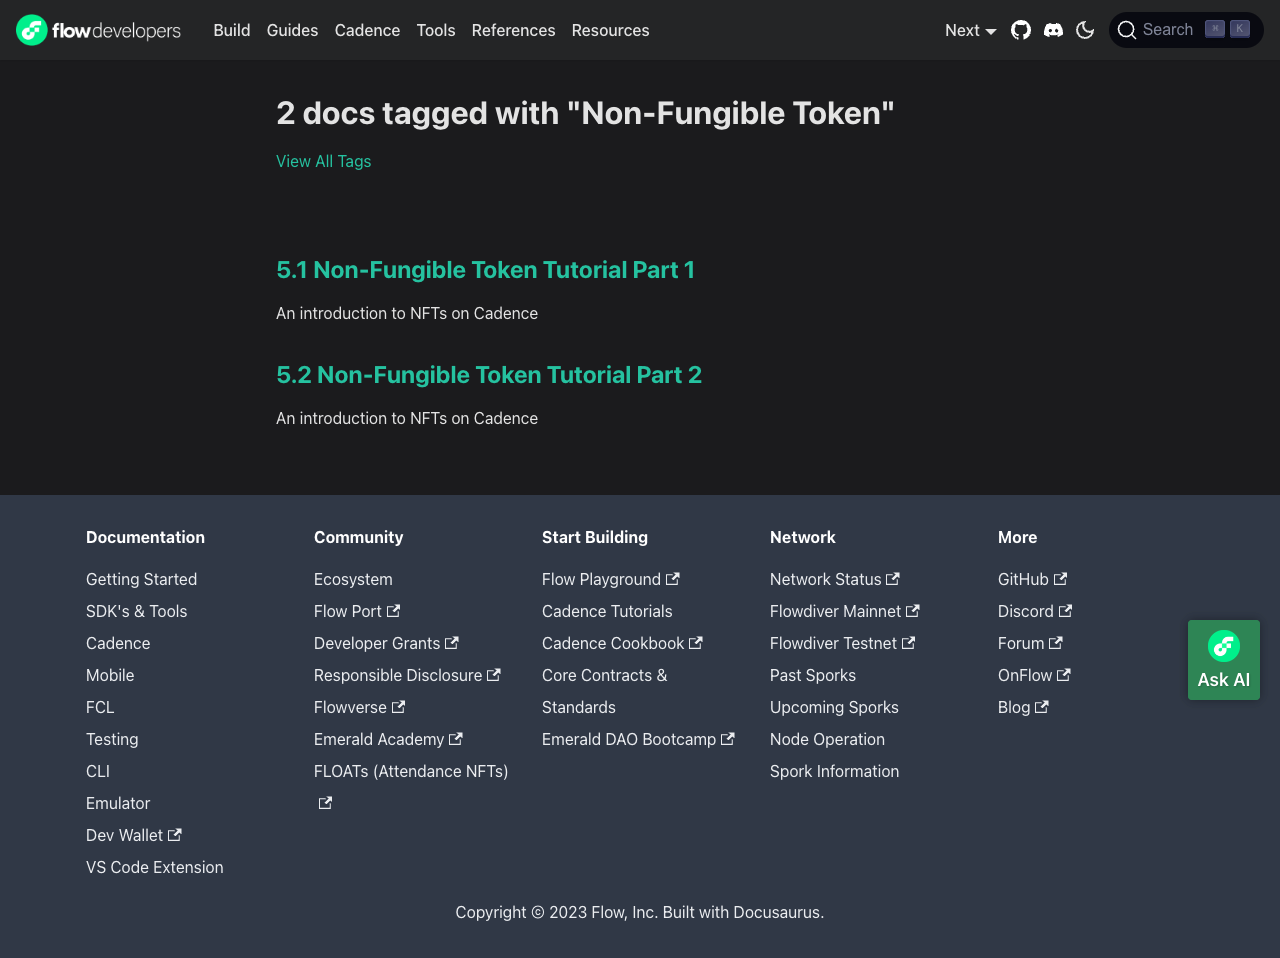 flowdevelopers
Build Guides Cadence Tools References Resources
Next
Search ⌘ K
2 docs tagged with "Non-Fungible Token"
View All Tags
5.1 Non-Fungible Token Tutorial Part 1
An introduction to NFTs on Cadence
5.2 Non-Fungible Token Tutorial Part 2
An introduction to NFTs on Cadence
Documentation
Getting Started
SDK's & Tools
Cadence
Mobile
FCL
Testing
CLI
Emulator
Dev Wallet
VS Code Extension
Community
Ecosystem
Flow Port
Developer Grants
Responsible Disclosure
Flowverse
Emerald Academy
FLOATs (Attendance NFTs)
Start Building
Flow Playground
Cadence Tutorials
Cadence Cookbook
Core Contracts &
Standards
Emerald DAO Bootcamp
Network
Network Status
Flowdiver Mainnet
Flowdiver Testnet
Past Sporks
Upcoming Sporks
Node Operation
Spork Information
More
GitHub
Discord
Forum
OnFlow
Blog
Ask AI
Copyright © 2023 Flow, Inc. Built with Docusaurus.